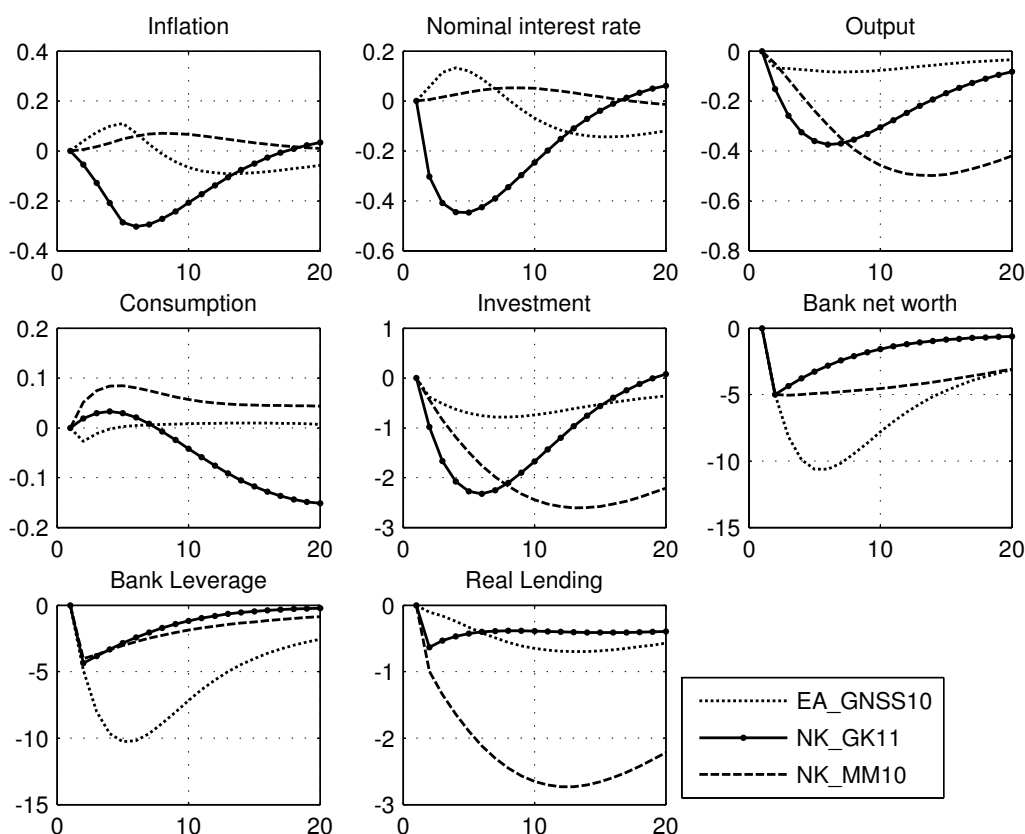 Inflation
0.4
0.2
0
-0.2
-0.4
0 10 20
Nominal interest rate
0.2
0
-0.2
-0.4
-0.6
0 10 20
Output
0
-0.2
-0.4
-0.6
-0.8
0 10 20
Consumption
0.2
0.1
0
-0.1
-0.2
0 10 20
Investment
1
0
-1
-2
-3
0 10 20
Bank net worth
0
-5
-10
-15
0 10 20
Bank Leverage
0
-5
-10
-15
0 10 20
Real Lending
0
-1
-2
-3
0 10 20
EA_GNSS10
NK_GK11
NK_MM10